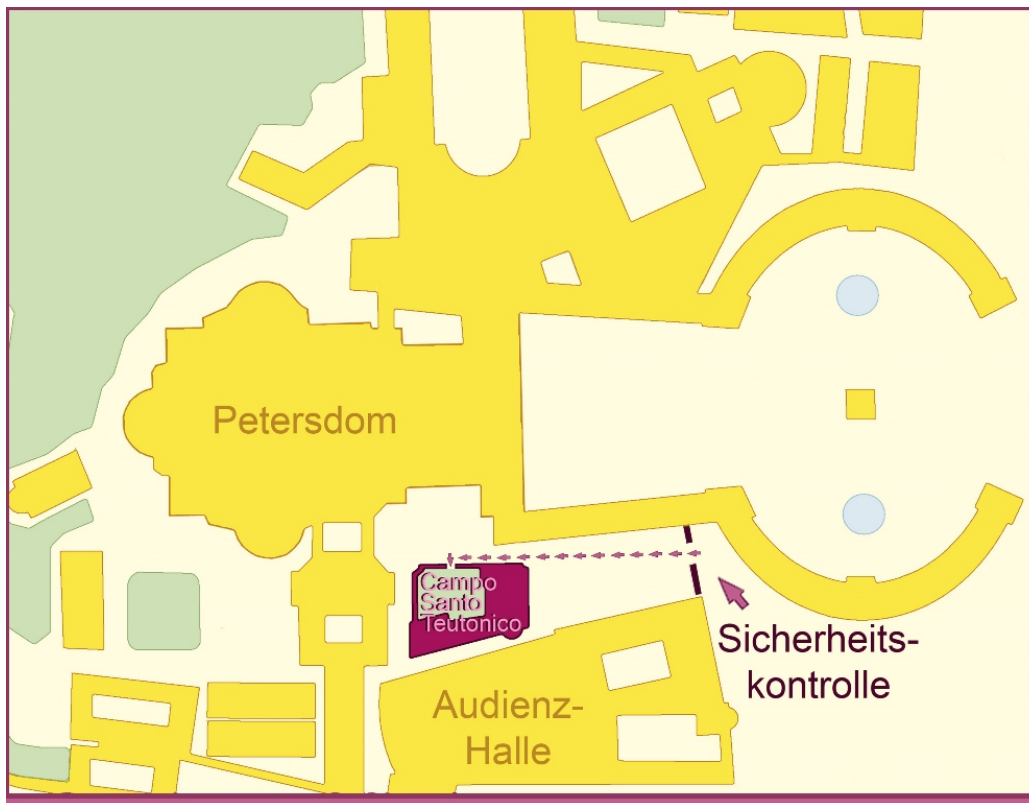 Petersdom
Campo
Santo
Teutonico
Sicherheits-
kontrolle
Audienz-
Halle